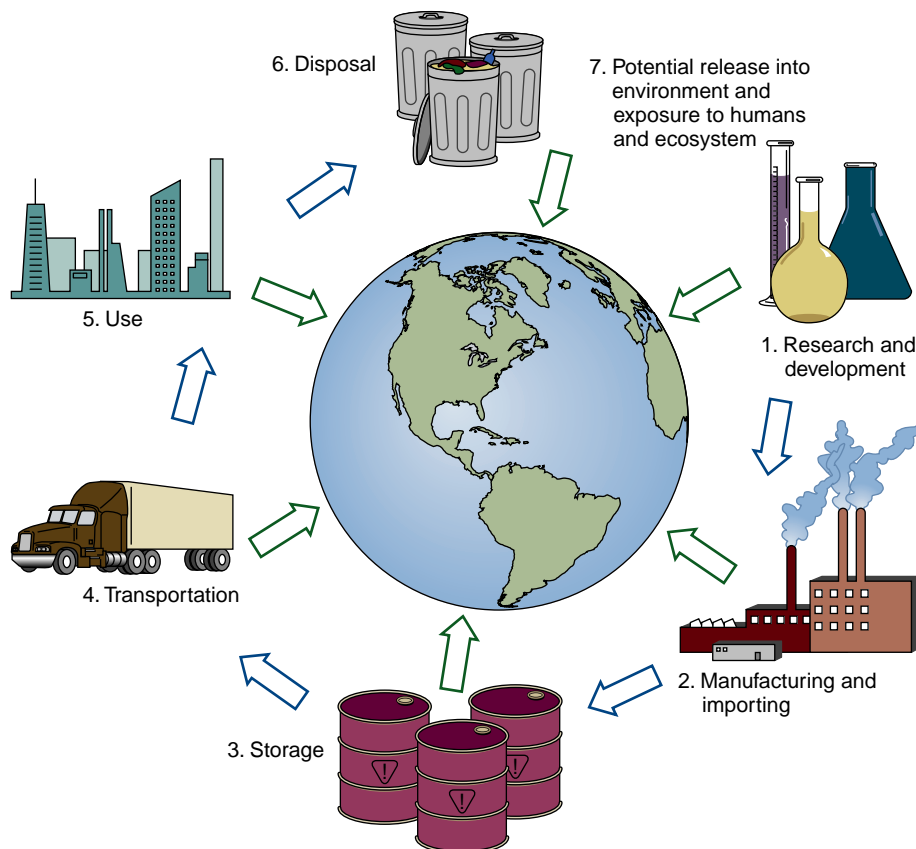 6. Disposal
7. Potential release into
environment and
exposure to humans
and ecosystem
5. Use
1. Research and
development
4. Transportation
2. Manufacturing and
importing
3. Storage
!
!
!